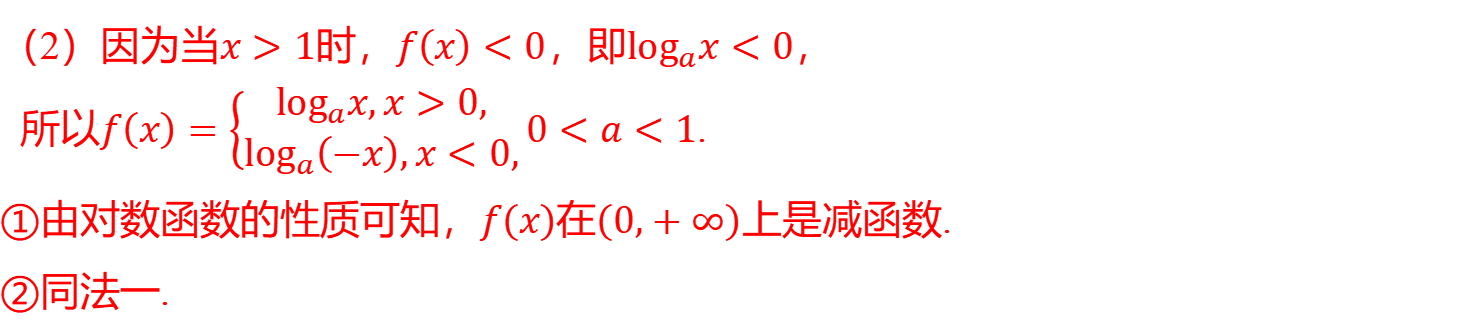 （2）因为当x > 1时，f(x) < 0，即logₐx < 0，
所以f(x) = { logₐx, x > 0, logₐ(−x), x < 0, 0 < a < 1.
①由对数函数的性质可知，f(x)在(0, + ∞)上是减函数.
②同法一.